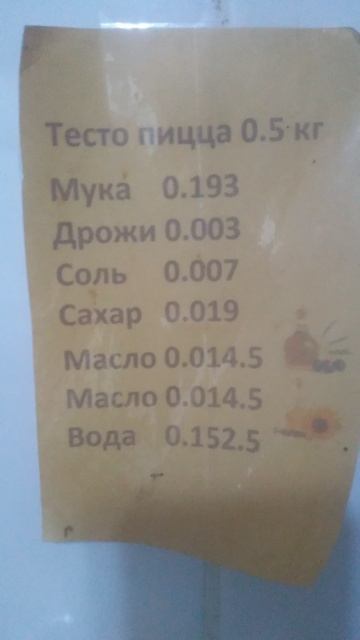 Тесто пицца 0.5 кг
Мука 0.193
Дрожи 0.003
Соль 0.007
Сахар 0.019
Масло 0.014.5
Масло 0.014.5
Вода 0.152.5